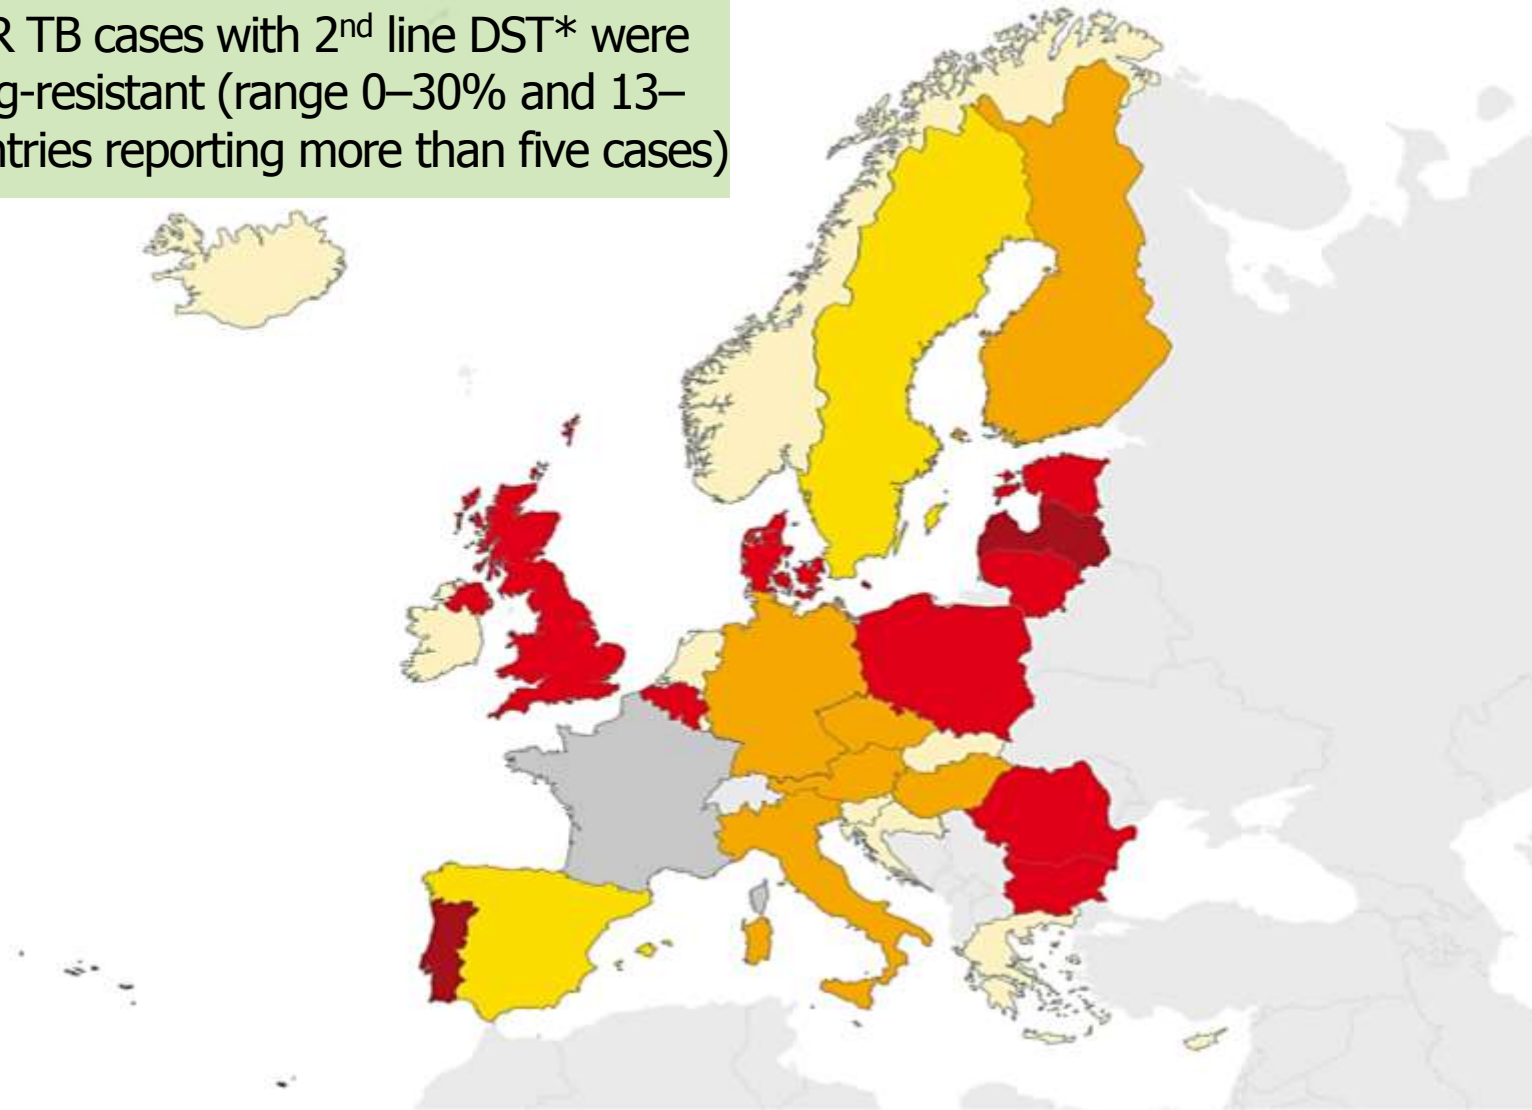 R TB cases with 2nd line DST* were
g-resistant (range 0–30% and 13–
ntries reporting more than five cases)